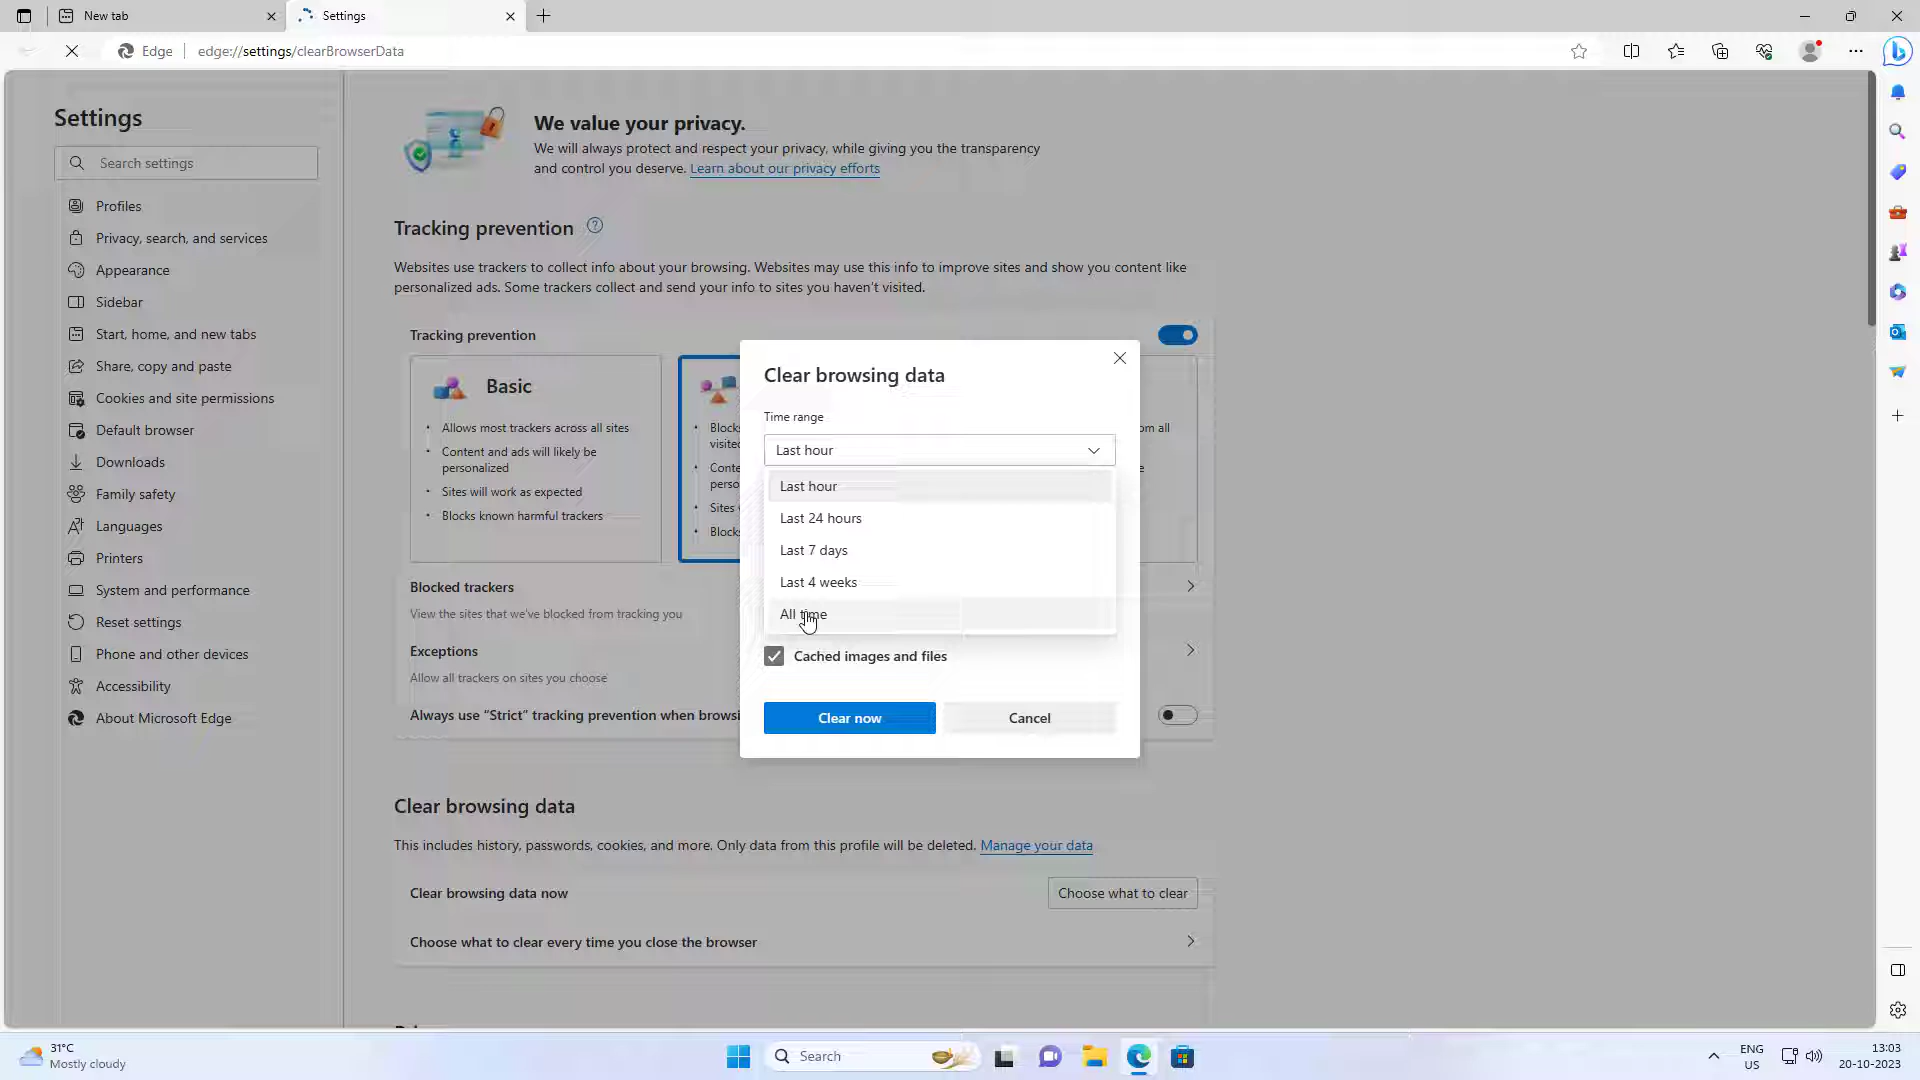 New tab
Settings
Edge
edge://settings/clearBrowserData
Settings
Search settings
Profiles
Privacy, search, and services
Appearance
Sidebar
Start, home, and new tabs
Share, copy and paste
Cookies and site permissions
Default browser
Downloads
Family safety
Languages
Printers
System and performance
Reset settings
Phone and other devices
Accessibility
About Microsoft Edge
We value your privacy.
We will always protect and respect your privacy, while giving you the transparency
and control you deserve. Learn about our privacy efforts
Tracking prevention
Websites use trackers to collect info about your browsing. Websites may use this info to improve sites and show you content like
personalized ads. Some trackers collect and send your info to sites you haven't visited.
Tracking prevention
Basic
Allows most trackers across all sites
Content and ads will likely be
personalized
Sites will work as expected
Blocks known harmful trackers
Blocked trackers
View the sites that we've blocked from tracking you
Exceptions
Allow all trackers on sites you choose
Always use “Strict” tracking prevention when browsi
Clear browsing data
Time range
Last hour
Last hour
Last 24 hours
Last 7 days
Last 4 weeks
All time
Cached images and files
Clear now
Cancel
Clear browsing data
This includes history, passwords, cookies, and more. Only data from this profile will be deleted. Manage your data
Clear browsing data now
Choose what to clear
Choose what to clear every time you close the browser
31°C
Mostly cloudy
Search
ENG
US
13:03
20-10-2023